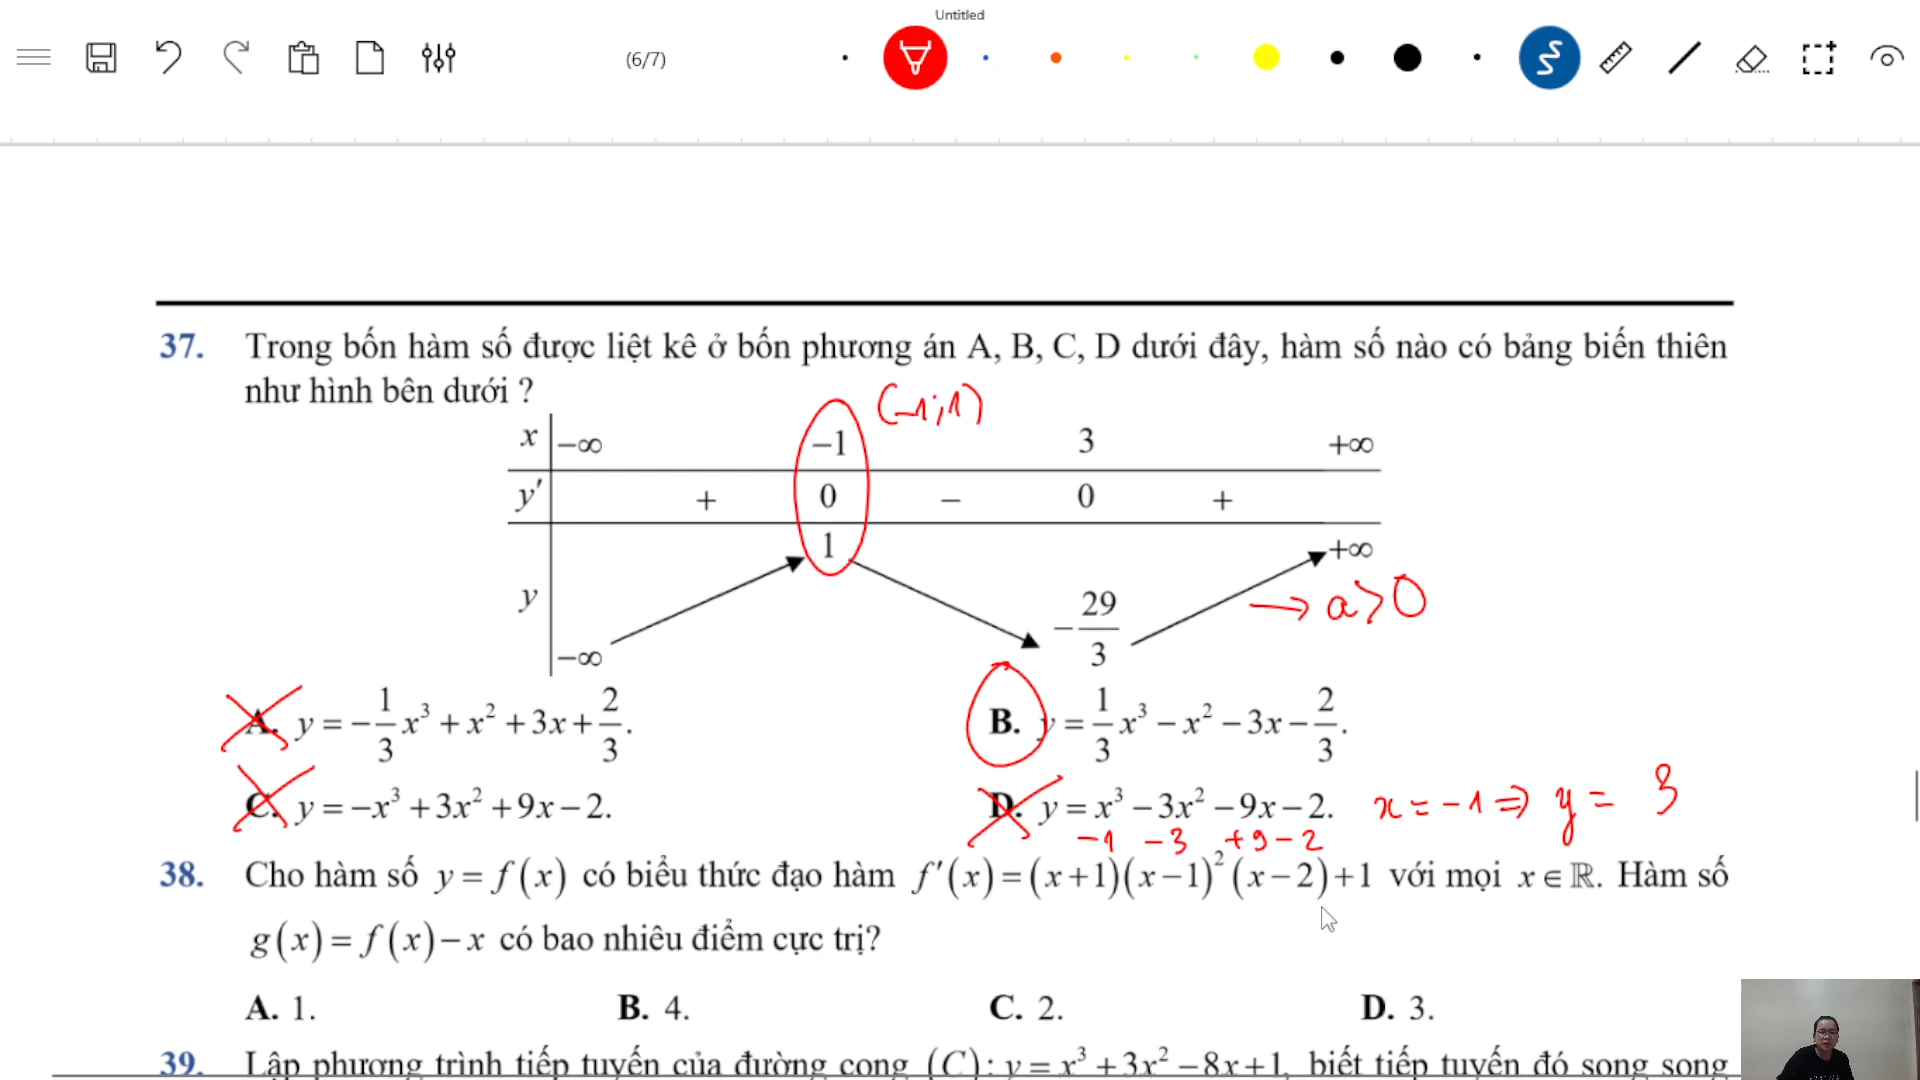 Untitled
(6/7)
37. Trong bốn hàm số được liệt kê ở bốn phương án A, B, C, D dưới đây, hàm số nào có bảng biến thiên
như hình bên dưới ?
(-1;1)
x −∞ −1 3 +∞
y′ + 0 − 0 +
1 +∞
y −29/3 → a>0
−∞
A. y = −1/3 x³ + x² + 3x + 2/3. B. y = 1/3 x³ − x² − 3x − 2/3.
C. y = −x³ + 3x² + 9x − 2. D. y = x³ − 3x² − 9x − 2. x = −1 ⇒ y = 3
−1 −3 +9 −2
38. Cho hàm số y = f(x) có biểu thức đạo hàm f′(x) = (x+1)(x−1)²(x−2)+1 với mọi x∈ℝ. Hàm số
g(x) = f(x) − x có bao nhiêu điểm cực trị?
A. 1. B. 4. C. 2. D. 3.
39. Lập phương trình tiếp tuyến của đường cong (C): y = x³ + 3x² − 8x + 1, biết tiếp tuyến đó song song